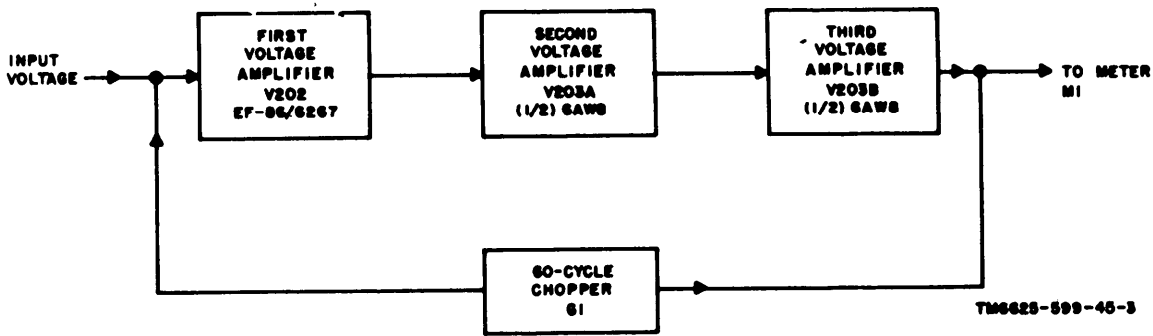 INPUT
VOLTAGE
FIRST
VOLTAGE
AMPLIFIER
V202
EF-86/6267
SECOND
VOLTAGE
AMPLIFIER
V203A
(1/2) 6AW8
THIRD
VOLTAGE
AMPLIFIER
V203B
(1/2) 6AW8
TO METER
M1
60-CYCLE
CHOPPER
G1
TM6625-599-45-3